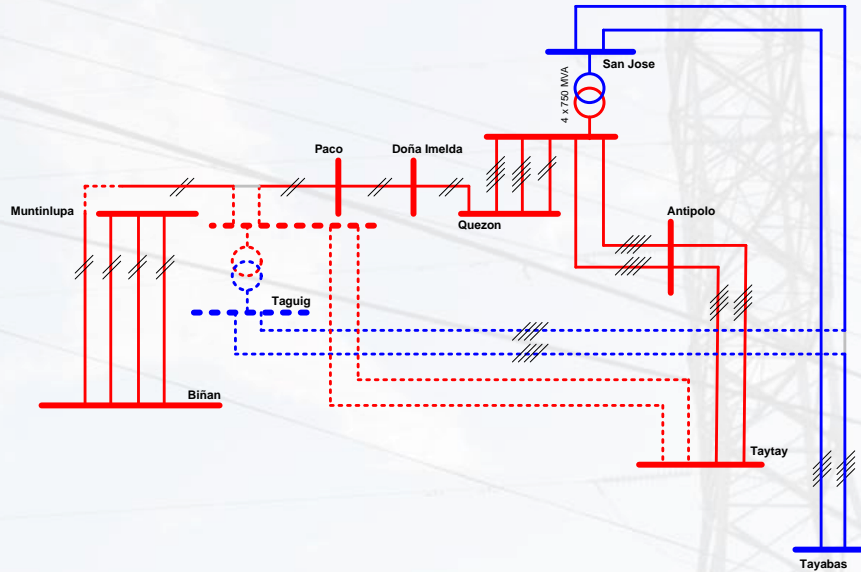 San Jose
4 x 750 MVA
Paco
Doña Imelda
Muntinlupa
Quezon
Antipolo
Taguig
Biñan
Taytay
Tayabas